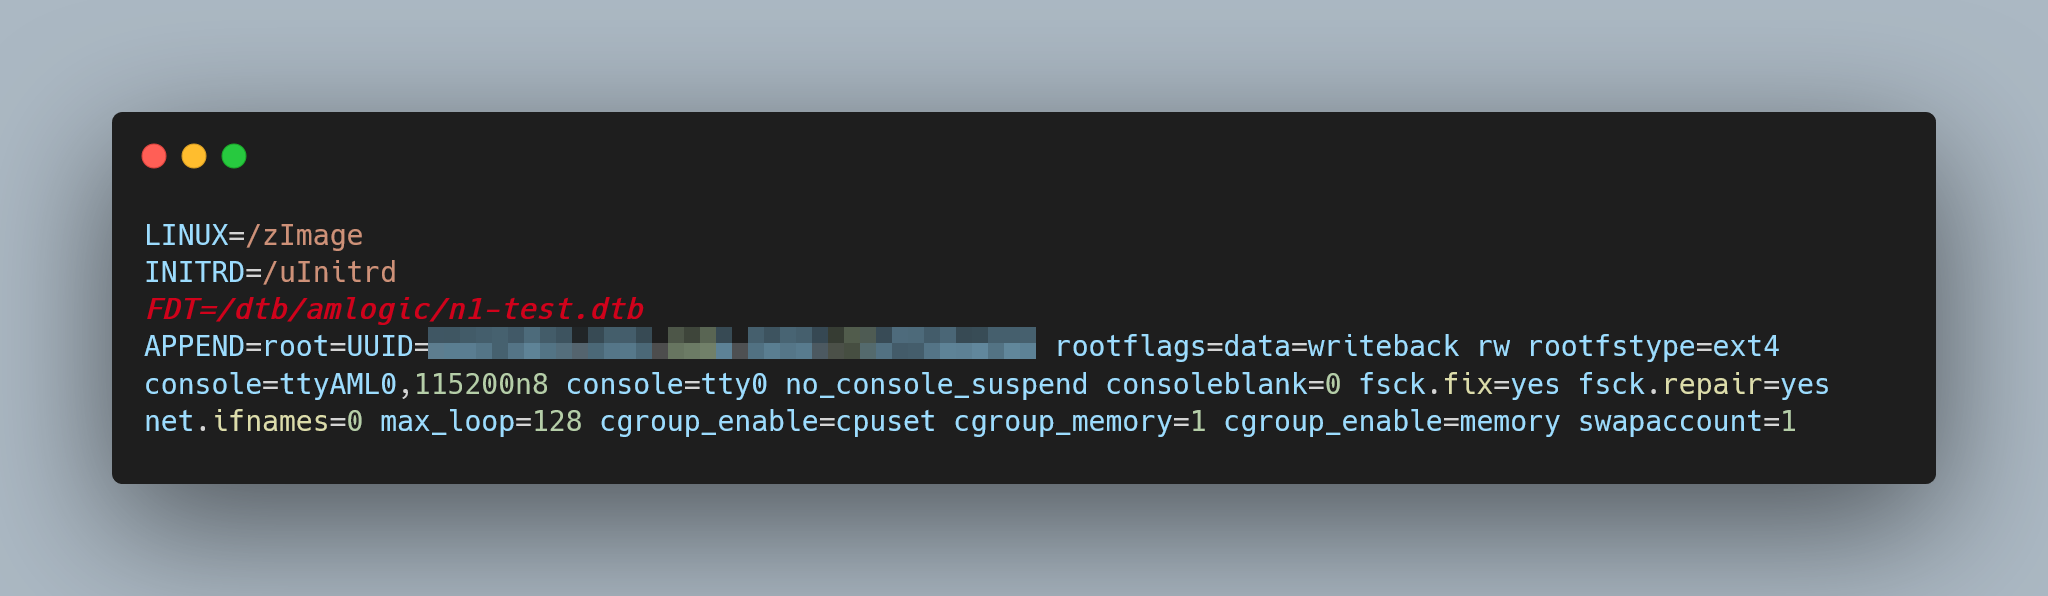 LINUX=/zImage
INITRD=/uInitrd
FDT=/dtb/amlogic/n1-test.dtb
APPEND=root=UUID= rootflags=data=writeback rw rootfstype=ext4
console=ttyAML0,115200n8 console=tty0 no_console_suspend consoleblank=0 fsck.fix=yes fsck.repair=yes
net.ifnames=0 max_loop=128 cgroup_enable=cpuset cgroup_memory=1 cgroup_enable=memory swapaccount=1